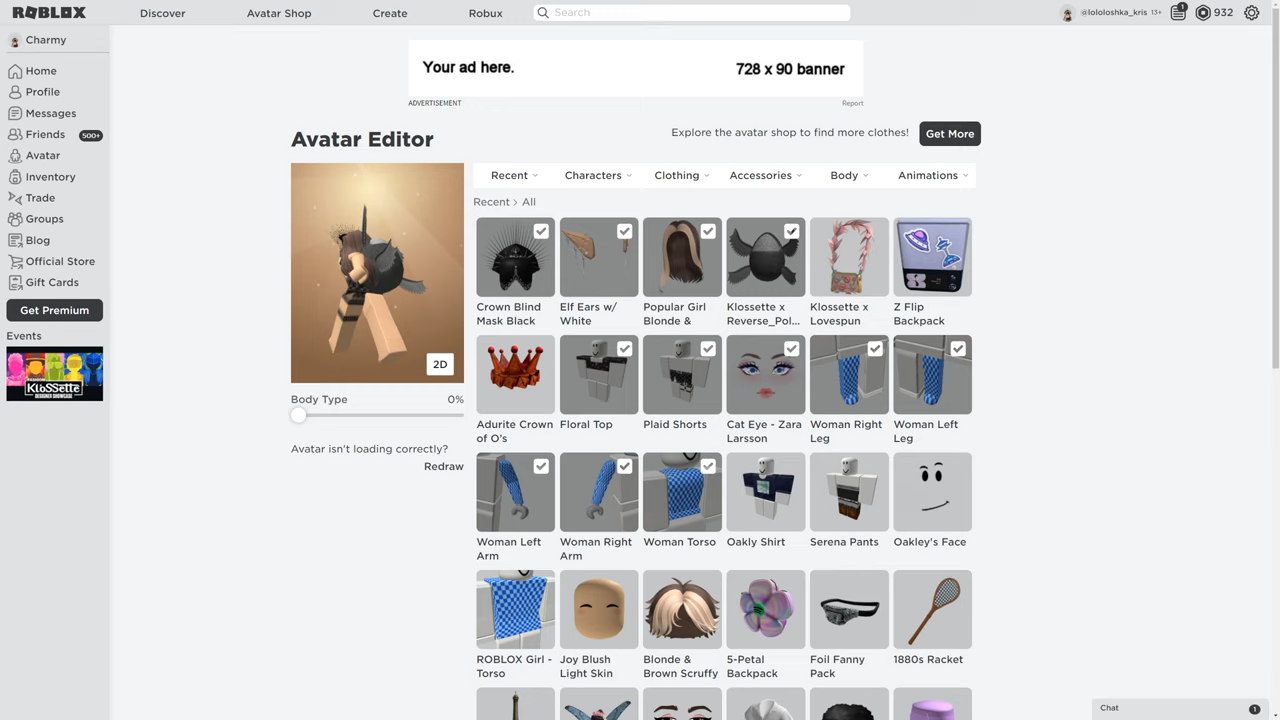 ROBLOX
Discover
Avatar Shop
Create
Robux
Search
@lololoshka_kris 13+
1
932
Charmy
Home
Profile
Messages
Friends 500+
Avatar
Inventory
Trade
Groups
Blog
Official Store
Gift Cards
Get Premium
Events
KloSSette
DESIGNER SHOWCASE
Your ad here.
728 x 90 banner
ADVERTISEMENT
Report
Avatar Editor
Explore the avatar shop to find more clothes!
Get More
2D
Body Type 0%
Avatar isn't loading correctly?
Redraw
Recent
Characters
Clothing
Accessories
Body
Animations
Recent > All
Crown Blind
Mask Black
Elf Ears w/
White
Popular Girl
Blonde &
Klossette x
Reverse_Pol...
Klossette x
Lovespun
Z Flip
Backpack
Adurite Crown
of O's
Floral Top
Plaid Shorts
Cat Eye - Zara
Larsson
Woman Right
Leg
Woman Left
Leg
Woman Left
Arm
Woman Right
Arm
Woman Torso
Oakly Shirt
Serena Pants
Oakley's Face
ROBLOX Girl -
Torso
Joy Blush
Light Skin
Blonde &
Brown Scruffy
5-Petal
Backpack
Foil Fanny
Pack
1880s Racket
Chat
1